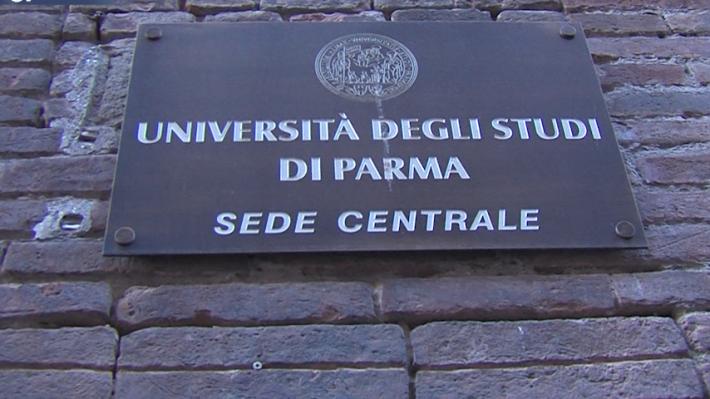 UNIVERSITÀ DEGLI STUDI
DI PARMA
SEDE CENTRALE